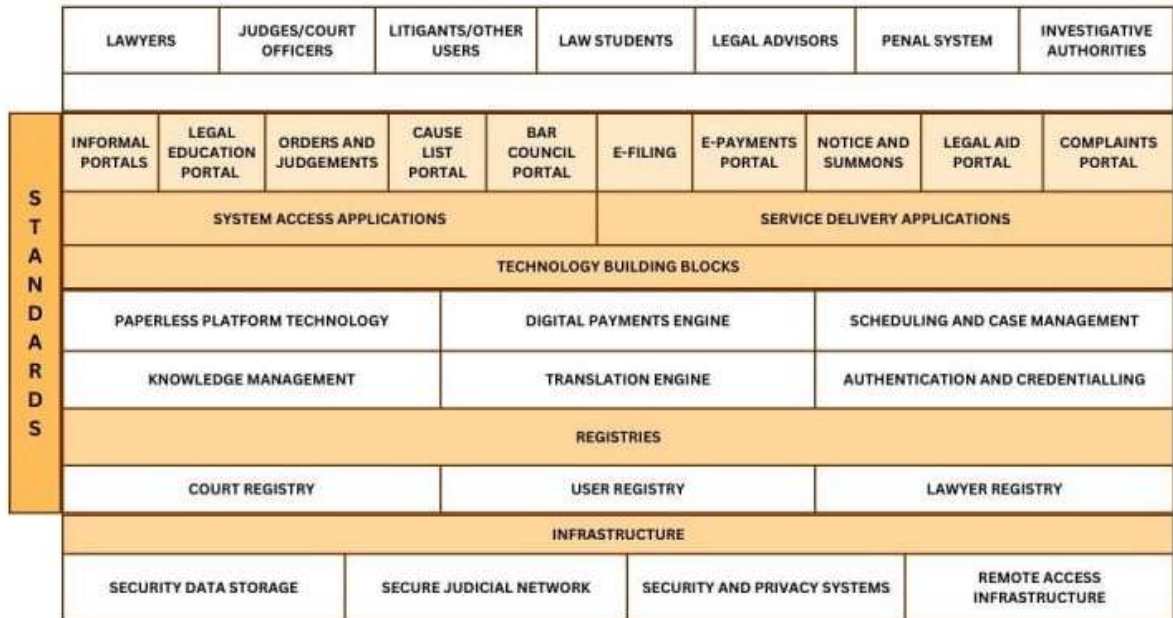 LAWYERS
JUDGES/COURT
OFFICERS
LITIGANTS/OTHER
USERS
LAW STUDENTS
LEGAL ADVISORS
PENAL SYSTEM
INVESTIGATIVE
AUTHORITIES
STANDARDS
INFORMAL
PORTALS
LEGAL
EDUCATION
PORTAL
ORDERS AND
JUDGEMENTS
CAUSE
LIST
PORTAL
BAR
COUNCIL
PORTAL
E-FILING
E-PAYMENTS
PORTAL
NOTICE AND
SUMMONS
LEGAL AID
PORTAL
COMPLAINTS
PORTAL
SYSTEM ACCESS APPLICATIONS
SERVICE DELIVERY APPLICATIONS
TECHNOLOGY BUILDING BLOCKS
PAPERLESS PLATFORM TECHNOLOGY
DIGITAL PAYMENTS ENGINE
SCHEDULING AND CASE MANAGEMENT
KNOWLEDGE MANAGEMENT
TRANSLATION ENGINE
AUTHENTICATION AND CREDENTIALLING
REGISTRIES
COURT REGISTRY
USER REGISTRY
LAWYER REGISTRY
INFRASTRUCTURE
SECURITY DATA STORAGE
SECURE JUDICIAL NETWORK
SECURITY AND PRIVACY SYSTEMS
REMOTE ACCESS
INFRASTRUCTURE